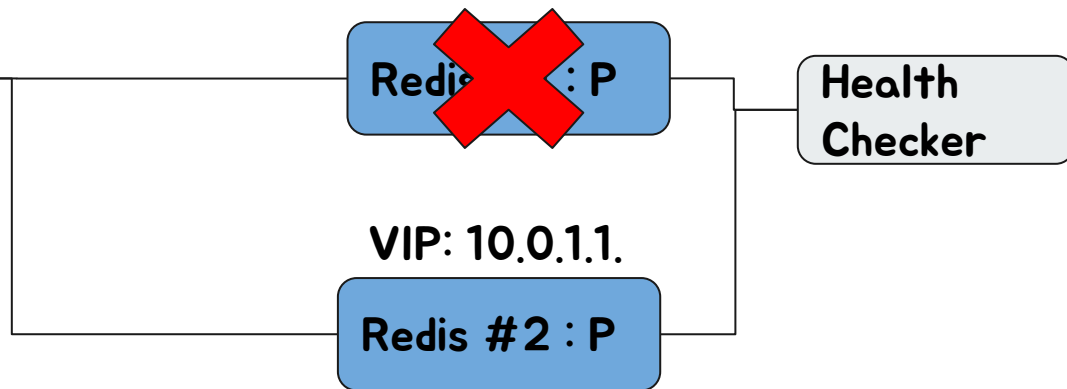 Redis : P
Health
Checker
VIP: 10.0.1.1.
Redis #2 : P